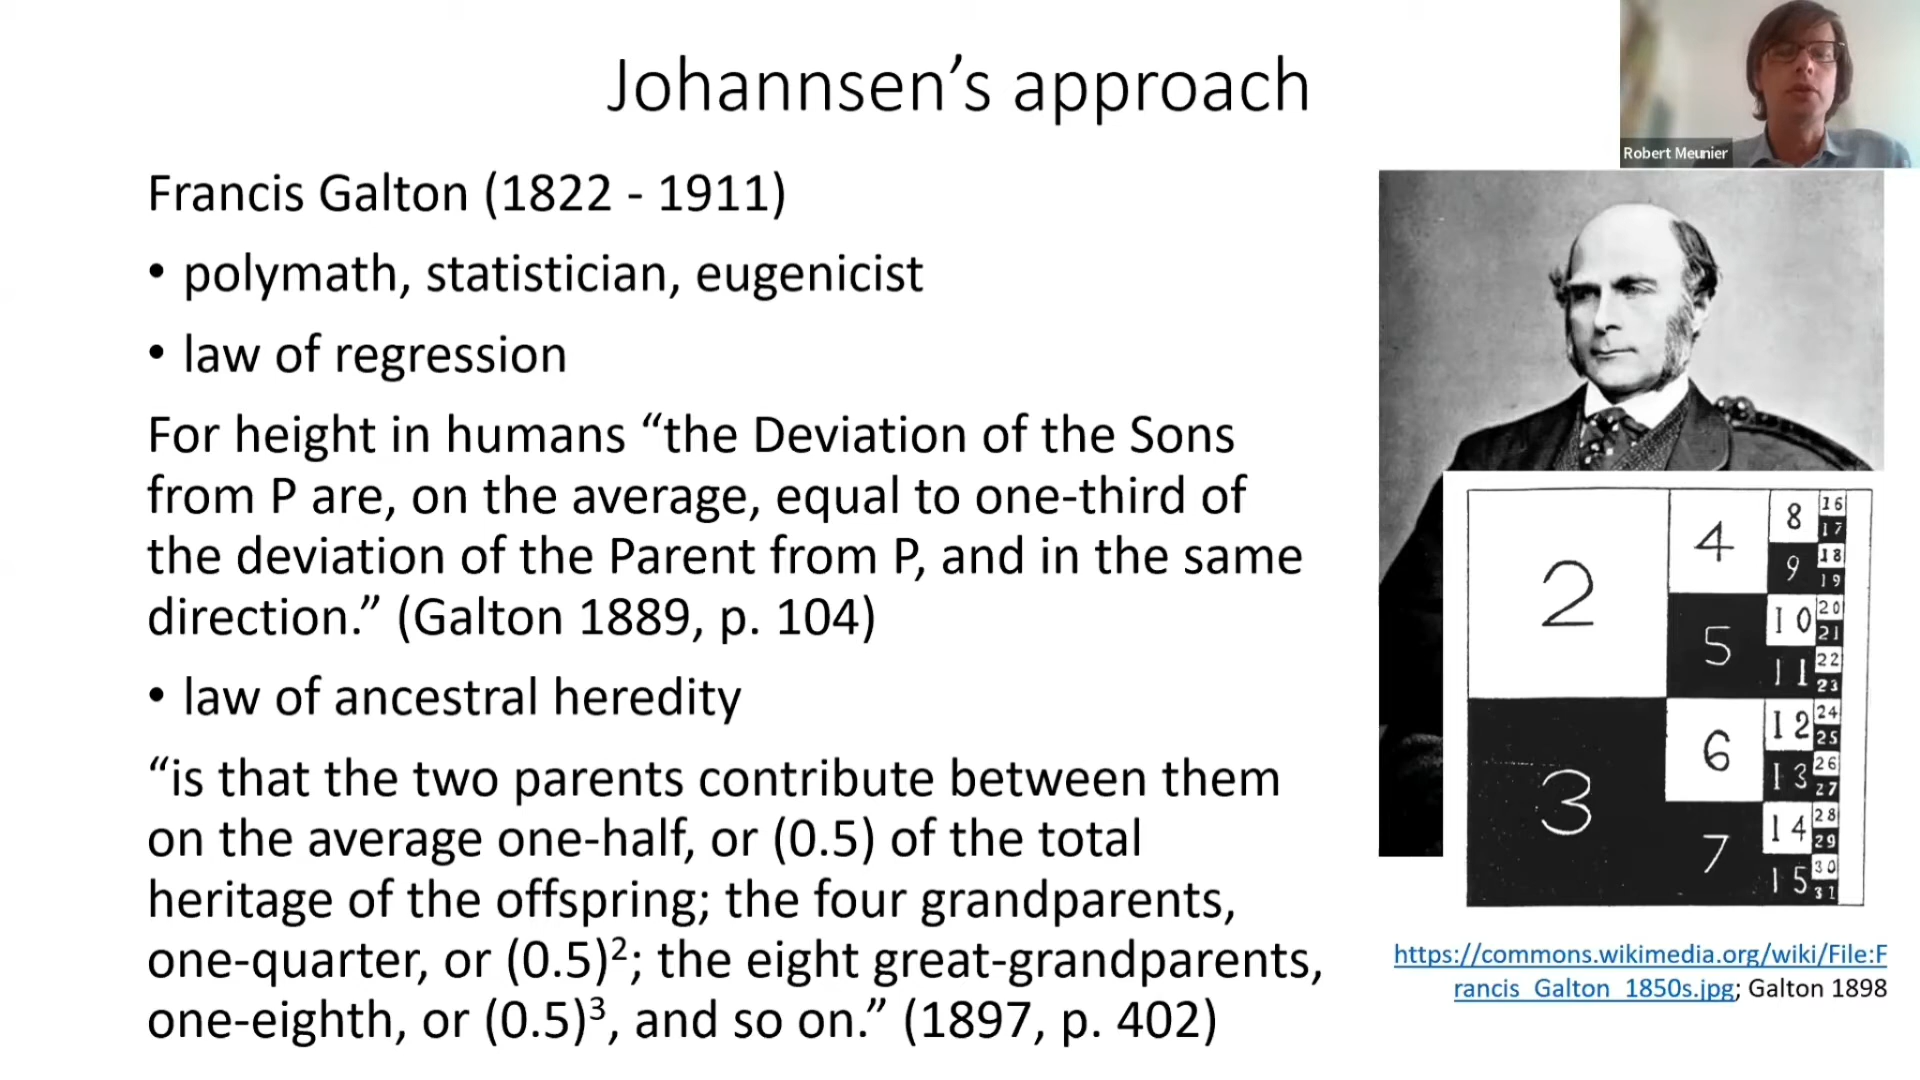 Johannsen’s approach
Robert Meunier
Francis Galton (1822 - 1911)
• polymath, statistician, eugenicist
• law of regression
For height in humans “the Deviation of the Sons
from P are, on the average, equal to one-third of
the deviation of the Parent from P, and in the same
direction.” (Galton 1889, p. 104)
• law of ancestral heredity
“is that the two parents contribute between them
on the average one-half, or (0.5) of the total
heritage of the offspring; the four grandparents,
one-quarter, or (0.5)²; the eight great-grandparents,
one-eighth, or (0.5)³, and so on.” (1897, p. 402)
2
3
4
5
6
7
8
9
10
11
12
13
14
15
16
17
18
19
20
21
22
23
24
25
26
27
28
29
30
31
https://commons.wikimedia.org/wiki/File:F
rancis_Galton_1850s.jpg; Galton 1898